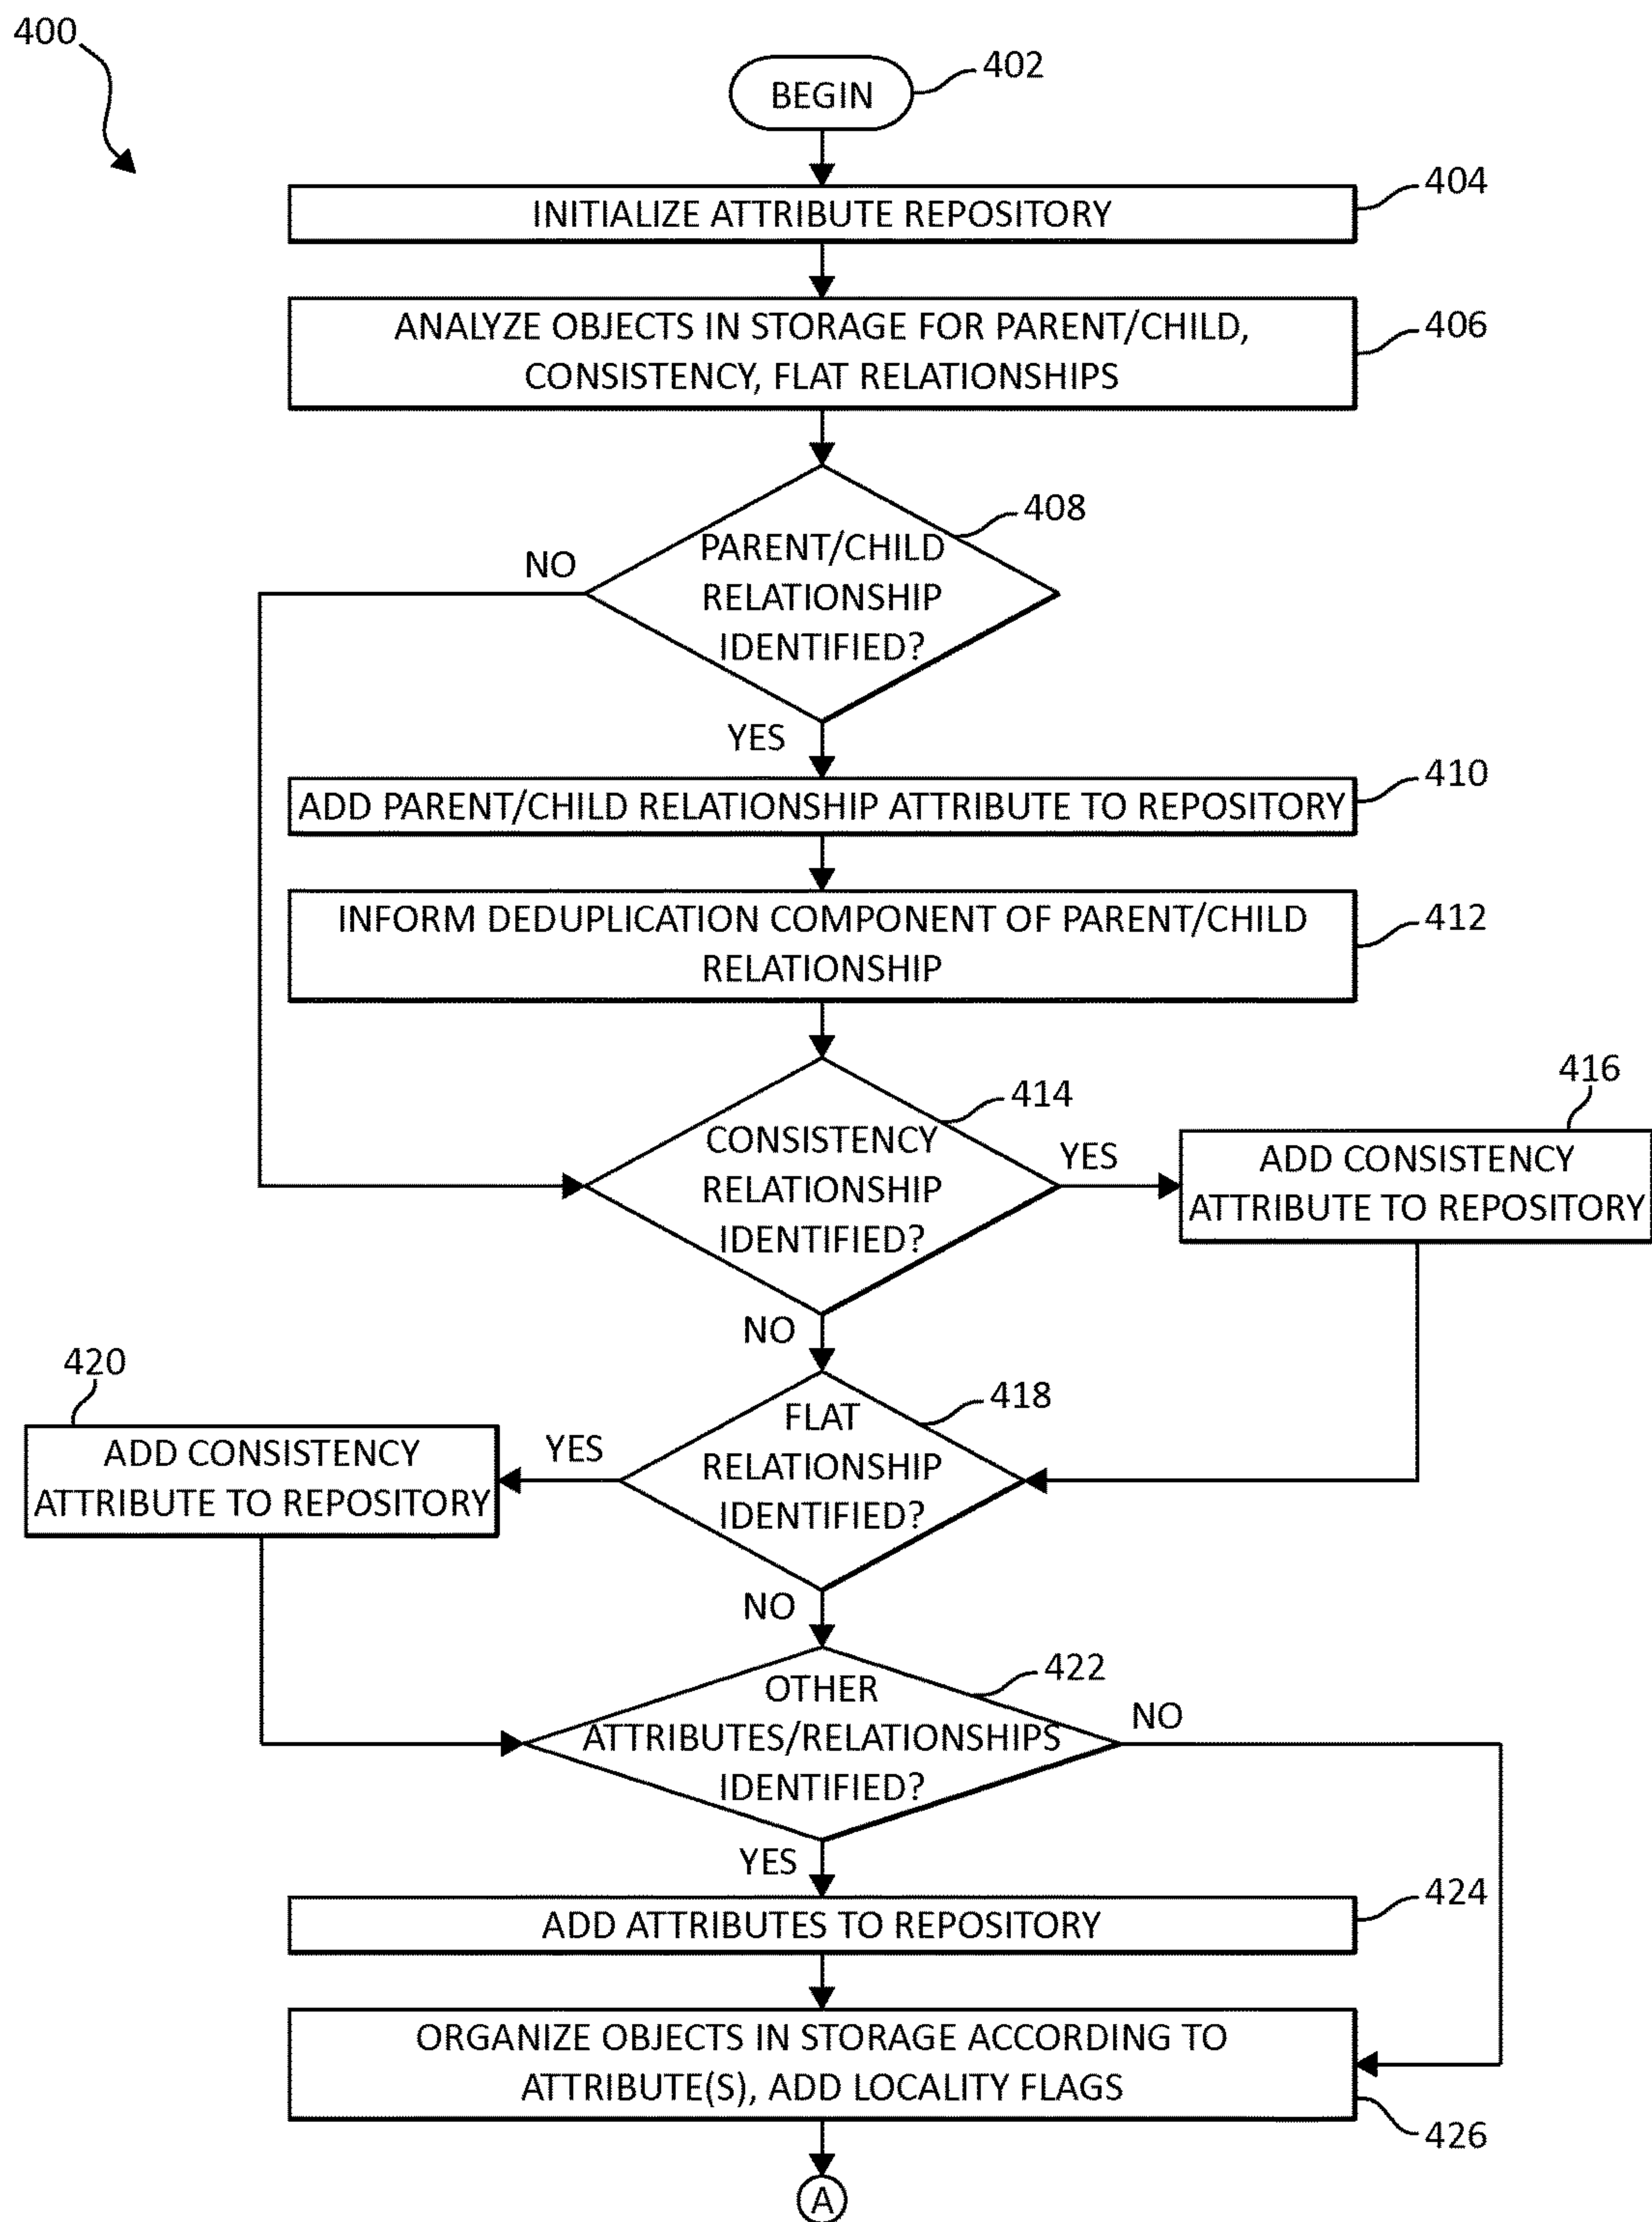 400
BEGIN
402
INITIALIZE ATTRIBUTE REPOSITORY
404
ANALYZE OBJECTS IN STORAGE FOR PARENT/CHILD,
CONSISTENCY, FLAT RELATIONSHIPS
406
PARENT/CHILD
RELATIONSHIP
IDENTIFIED?
408
NO
YES
ADD PARENT/CHILD RELATIONSHIP ATTRIBUTE TO REPOSITORY
410
INFORM DEDUPLICATION COMPONENT OF PARENT/CHILD
RELATIONSHIP
412
CONSISTENCY
RELATIONSHIP
IDENTIFIED?
414
YES
416
ADD CONSISTENCY
ATTRIBUTE TO REPOSITORY
NO
FLAT
RELATIONSHIP
IDENTIFIED?
418
YES
420
ADD CONSISTENCY
ATTRIBUTE TO REPOSITORY
NO
OTHER
ATTRIBUTES/RELATIONSHIPS
IDENTIFIED?
422
NO
YES
ADD ATTRIBUTES TO REPOSITORY
424
ORGANIZE OBJECTS IN STORAGE ACCORDING TO
ATTRIBUTE(S), ADD LOCALITY FLAGS
426
A